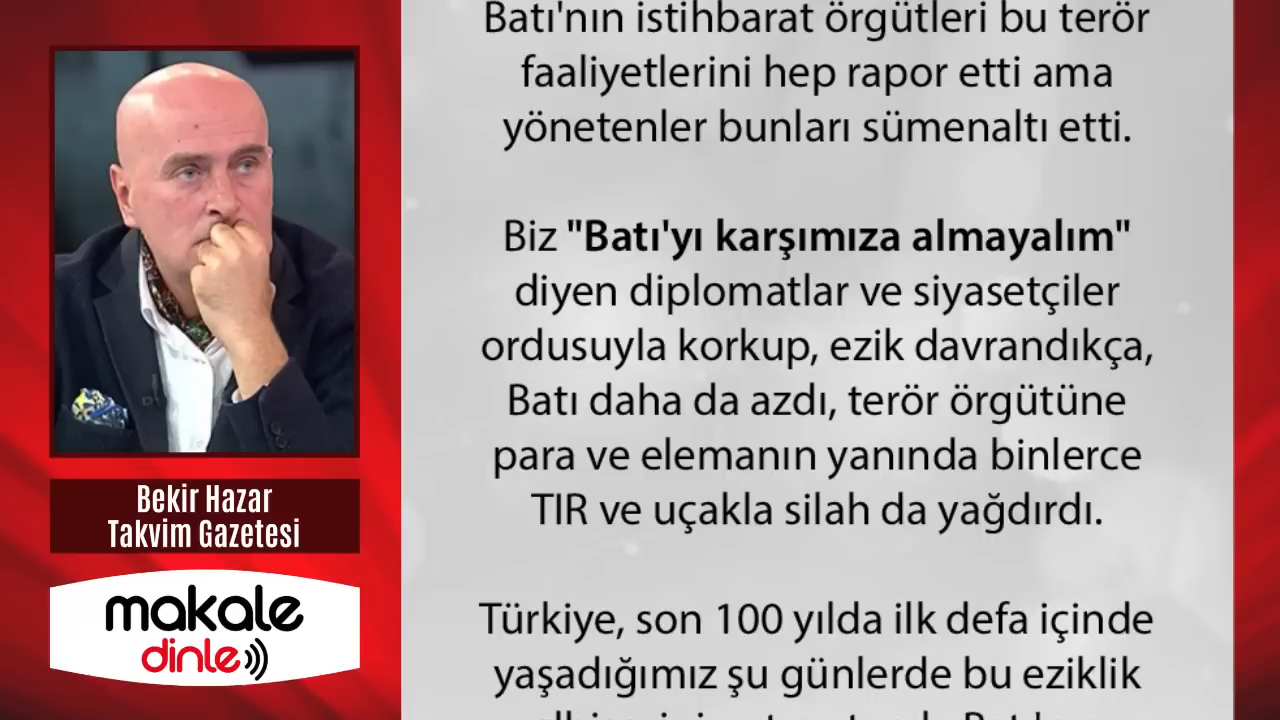 Batı'nın istihbarat örgütleri bu terör
faaliyetlerini hep rapor etti ama
yönetenler bunları sümenaltı etti.
Biz "Batı'yı karşımıza almayalım"
diyen diplomatlar ve siyasetçiler
ordusuyla korkup, ezik davrandıkça,
Batı daha da azdı, terör örgütüne
para ve elemanın yanında binlerce
TIR ve uçakla silah da yağdırdı.
Türkiye, son 100 yılda ilk defa içinde
yaşadığımız şu günlerde bu eziklik
Bekir Hazar
Takvim Gazetesi
makale
dinle